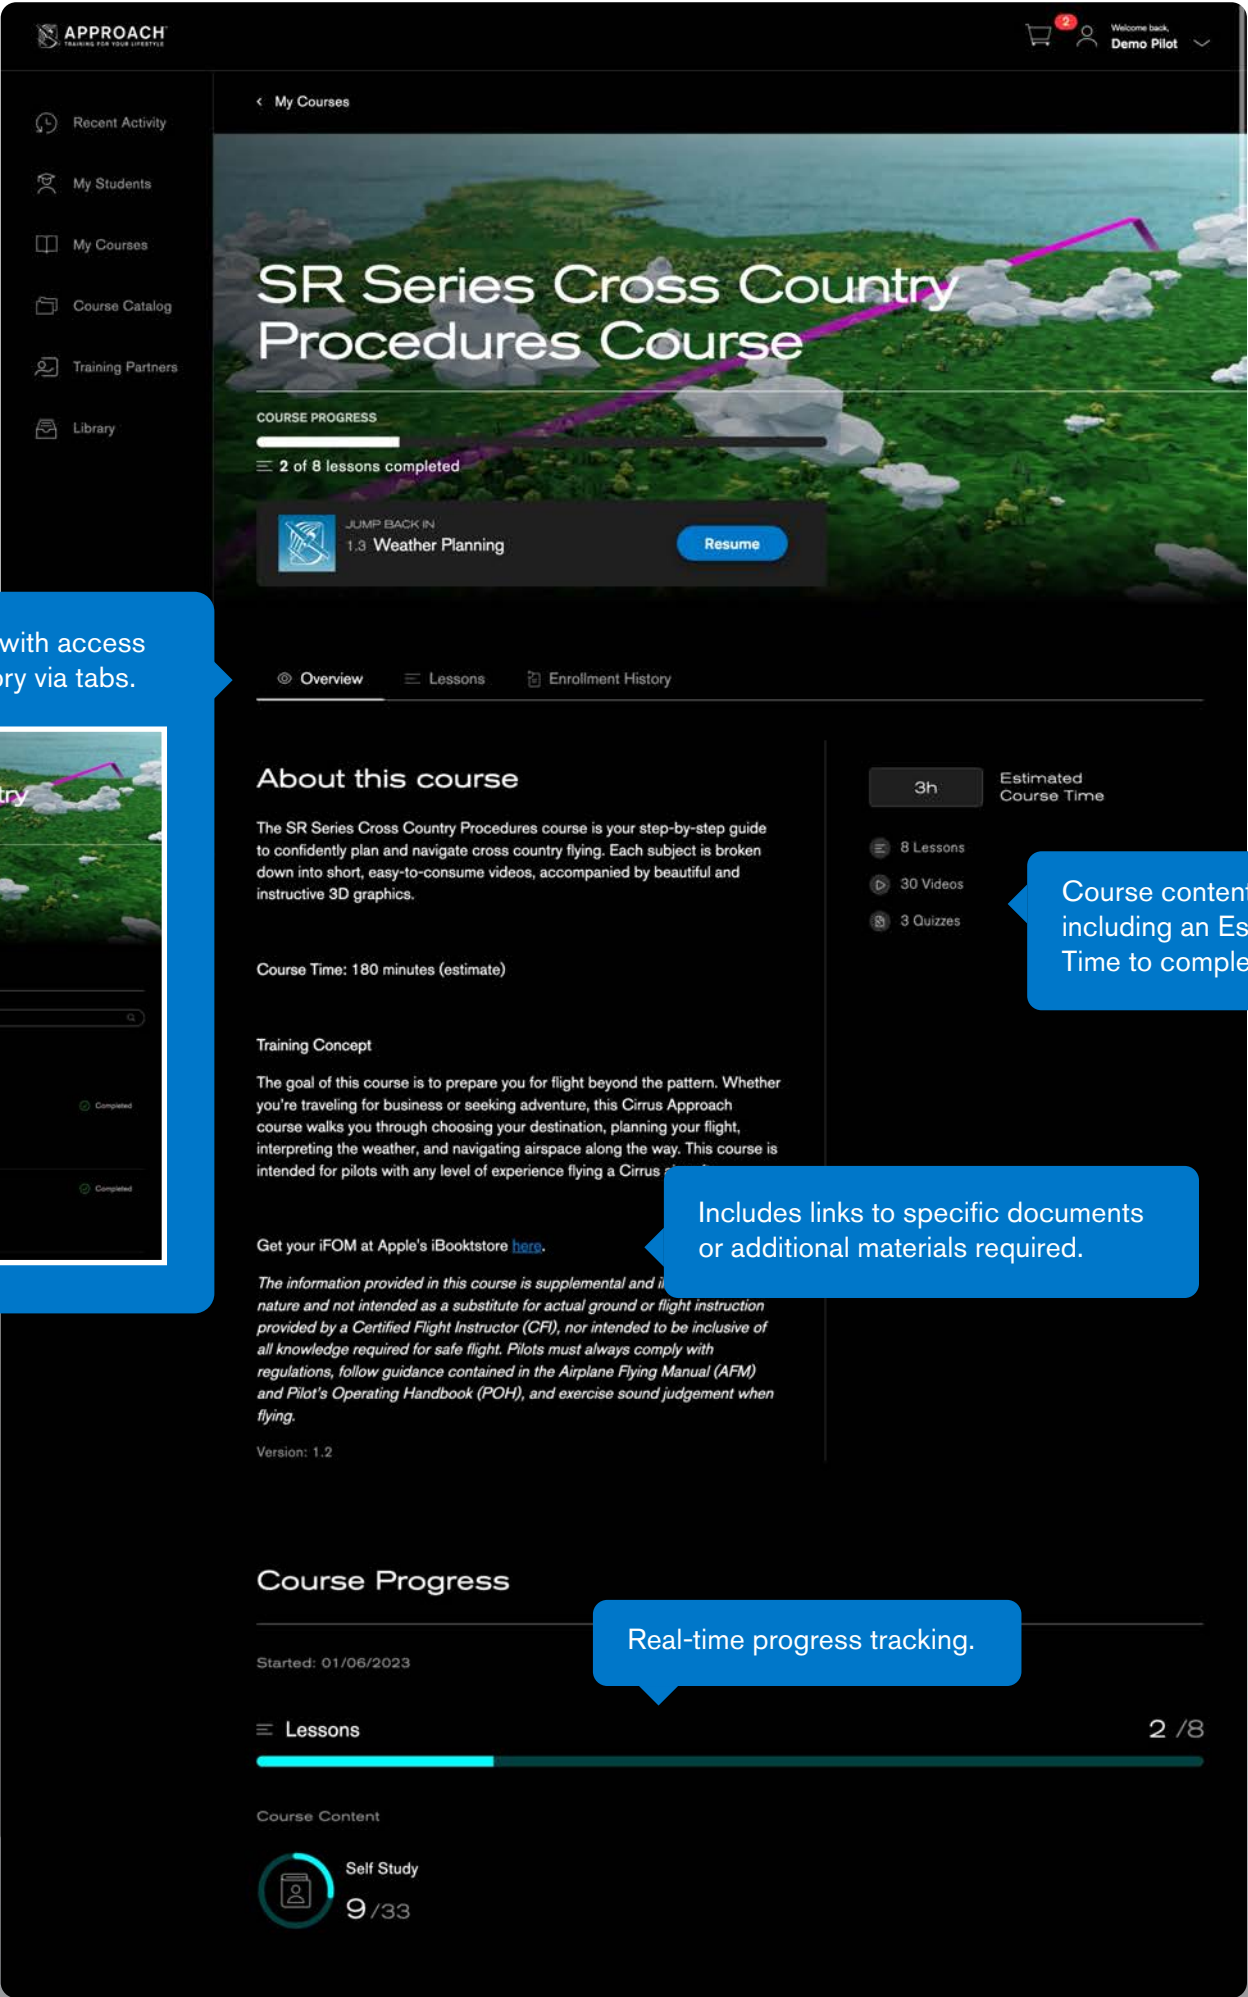 APPROACH
TRAINING FOR YOUR LIFESTYLE
2
Welcome back,
Demo Pilot
Recent Activity
My Students
My Courses
Course Catalog
Training Partners
Library
< My Courses
SR Series Cross Country
Procedures Course
COURSE PROGRESS
2 of 8 lessons completed
JUMP BACK IN
1.3 Weather Planning
Resume
with access
ory via tabs.
try
Completed
Completed
Overview
Lessons
Enrollment History
About this course
The SR Series Cross Country Procedures course is your step-by-step guide
to confidently plan and navigate cross country flying. Each subject is broken
down into short, easy-to-consume videos, accompanied by beautiful and
instructive 3D graphics.
Course Time: 180 minutes (estimate)
Training Concept
The goal of this course is to prepare you for flight beyond the pattern. Whether
you're traveling for business or seeking adventure, this Cirrus Approach
course walks you through choosing your destination, planning your flight,
interpreting the weather, and navigating airspace along the way. This course is
intended for pilots with any level of experience flying a Cirrus
Get your iFOM at Apple's iBooktstore here.
The information provided in this course is supplemental and
nature and not intended as a substitute for actual ground or flight instruction
provided by a Certified Flight Instructor (CFI), nor intended to be inclusive of
all knowledge required for safe flight. Pilots must always comply with
regulations, follow guidance contained in the Airplane Flying Manual (AFM)
and Pilot's Operating Handbook (POH), and exercise sound judgement when
flying.
Version: 1.2
3h
Estimated
Course Time
8 Lessons
30 Videos
3 Quizzes
Course content
including an Es
Time to comple
Includes links to specific documents
or additional materials required.
Course Progress
Real-time progress tracking.
Started: 01/06/2023
Lessons
2 /8
Course Content
Self Study
9 /33